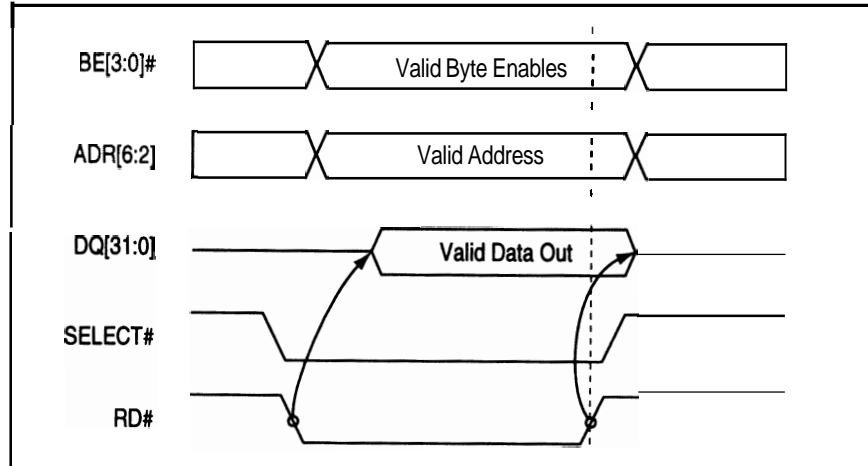 BE[3:0]# Valid Byte Enables
ADR[6:2] Valid Address
DQ[31:0] Valid Data Out
SELECT#
RD#